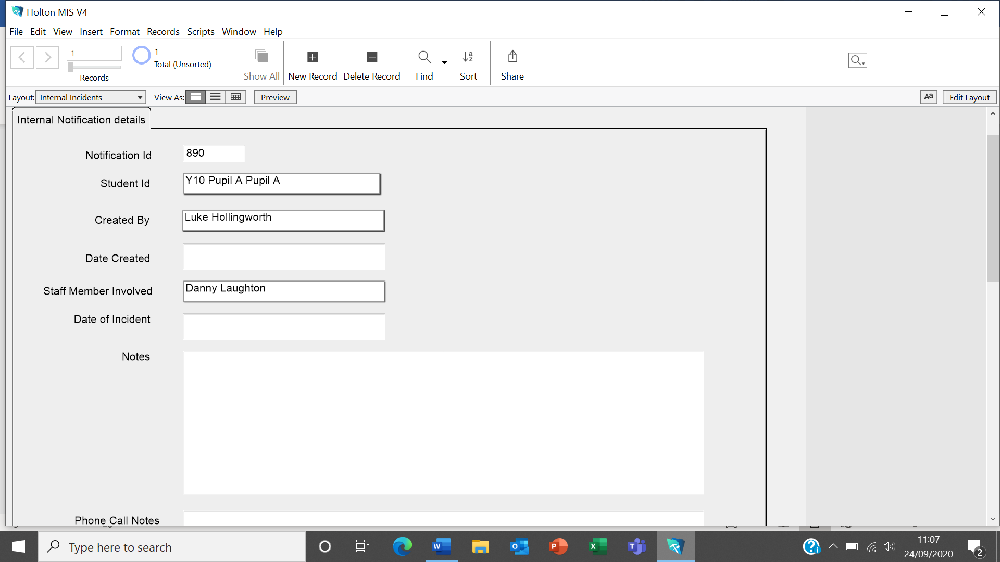 Holton MIS V4
File Edit View Insert Format Records Scripts Window Help
1
1
Total (Unsorted)
Records
Show All
New Record
Delete Record
Find
Sort
Share
Layout: Internal Incidents View As: Preview
Aa
Edit Layout
Internal Notification details
Notification Id 890
Student Id Y10 Pupil A Pupil A
Created By Luke Hollingworth
Date Created
Staff Member Involved Danny Laughton
Date of Incident
Notes
Phone Call Notes
Type here to search
11:07
24/09/2020
2